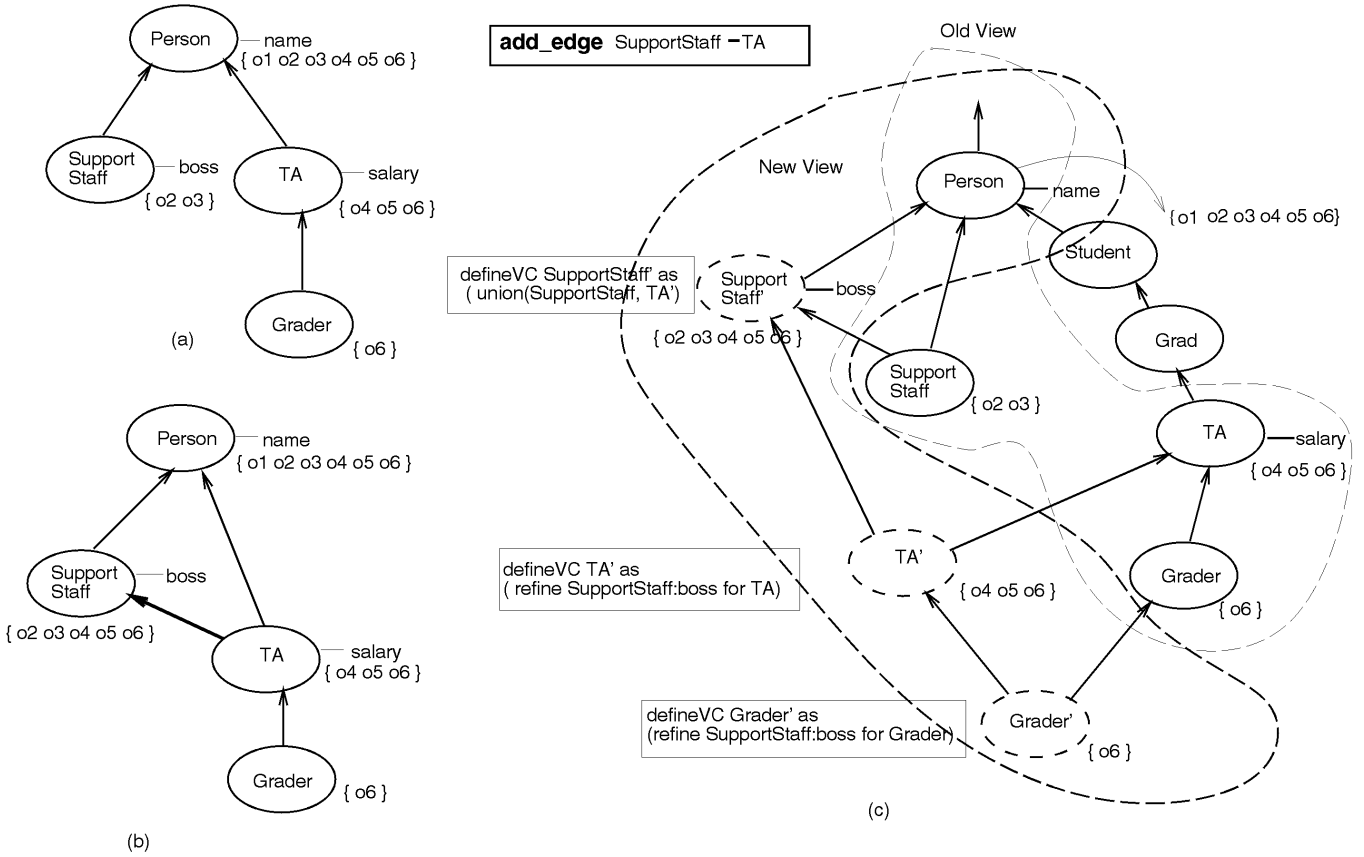 Person
name
{ o1 o2 o3 o4 o5 o6 }
Support
Staff
boss
{ o2 o3 }
TA
salary
{ o4 o5 o6 }
Grader
{ o6 }
(a)
Person
name
{ o1 o2 o3 o4 o5 o6 }
Support
Staff
boss
{ o2 o3 o4 o5 o6 }
TA
salary
{ o4 o5 o6 }
Grader
{ o6 }
(b)
add_edge SupportStaff –TA
Old View
New View
Person
name
{o1 o2 o3 o4 o5 o6}
Student
defineVC SupportStaff' as
( union(SupportStaff, TA')
Support
Staff'
boss
{ o2 o3 o4 o5 o6 }
Grad
Support
Staff
{ o2 o3 }
TA
salary
{o4 o5 o6 }
defineVC TA' as
( refine SupportStaff:boss for TA)
TA'
{ o4 o5 o6 }
Grader
{ o6 }
defineVC Grader' as
(refine SupportStaff:boss for Grader)
Grader'
{ o6 }
(c)